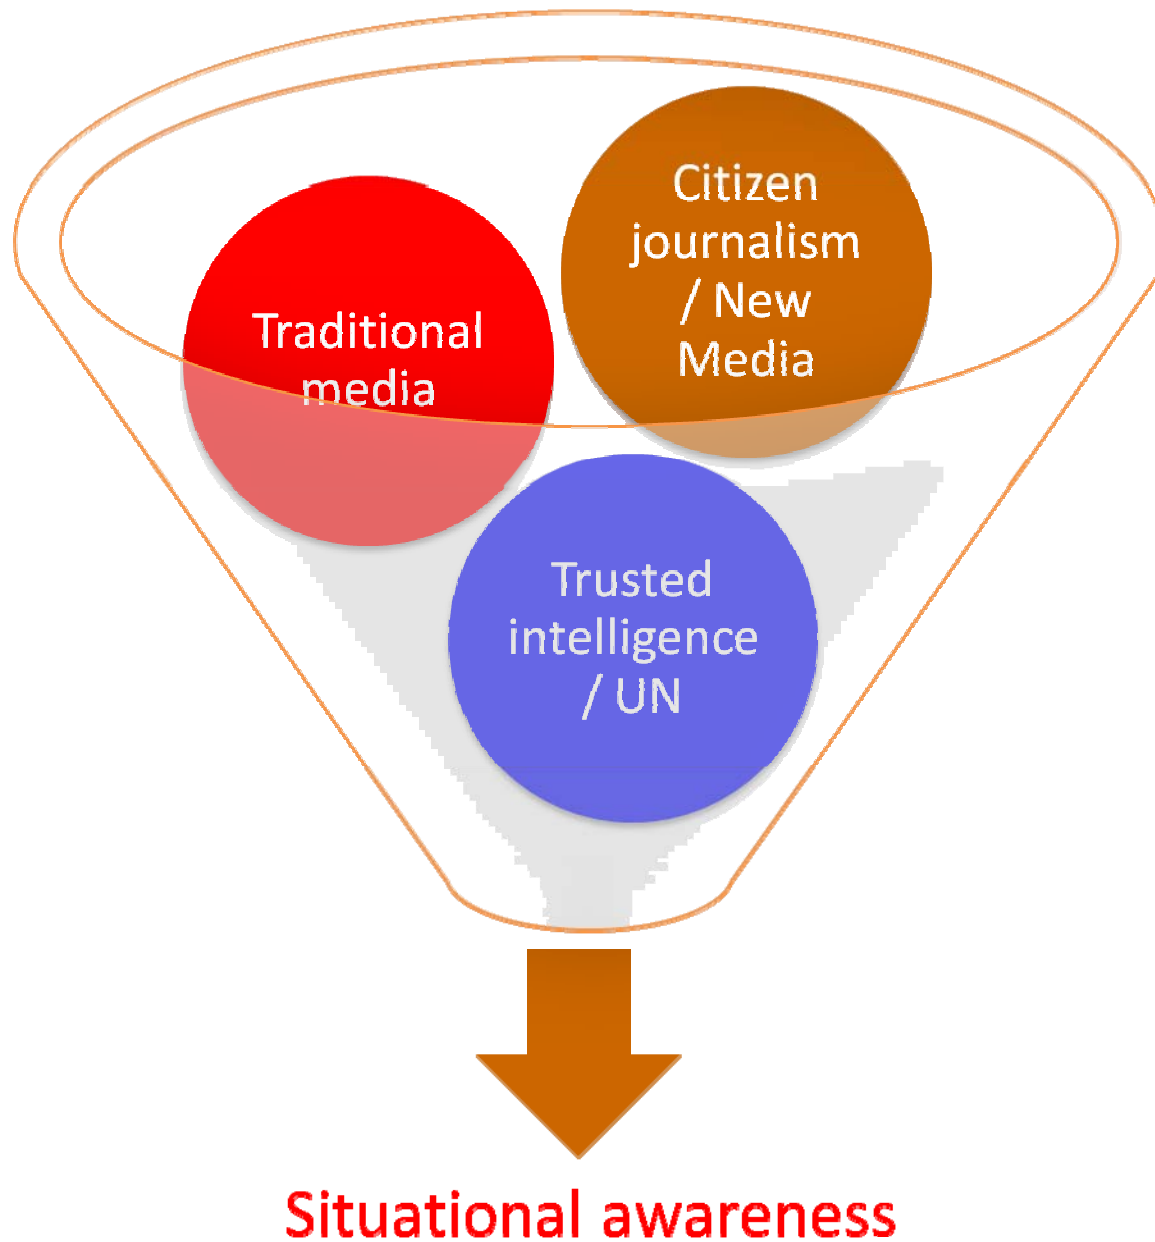 Citizen
journalism
/ New
Media
Traditional
media
Trusted
intelligence
/ UN
Situational awareness